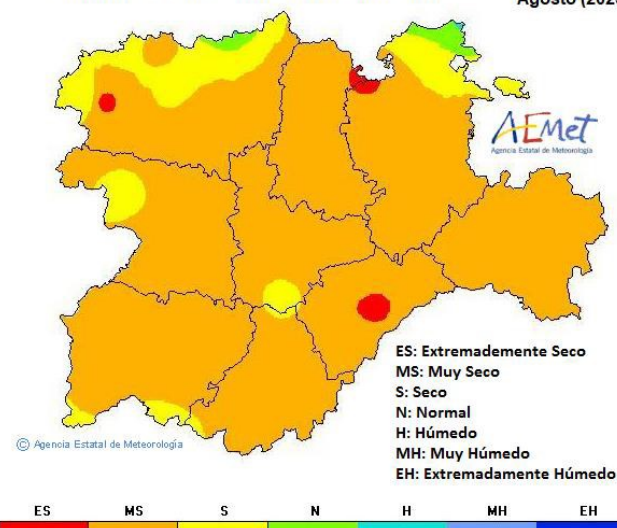 Agosto (202
AEMet
Agencia Estatal de Meteorología
ES: Extremademente Seco
MS: Muy Seco
S: Seco
N: Normal
H: Húmedo
MH: Muy Húmedo
EH: Extremadamente Húmedo
© Agencia Estatal de Meteorología
ES MS S N H MH EH